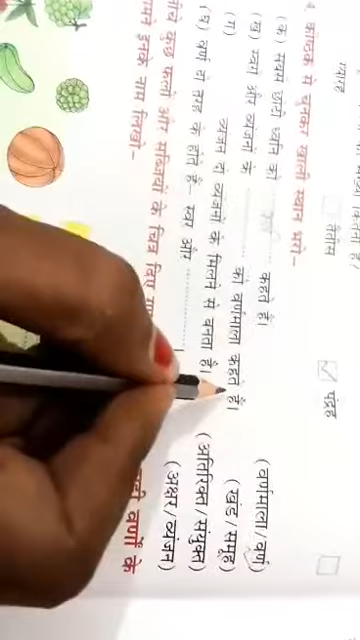 ग्यारह
तैंतीस
पंद्रह
4. कोष्ठक से चुनकर खाली स्थान भरो–
(क) सबसे छोटी ध्वनि को कहते हैं। (वर्णमाला/वर्ण)
(ख) स्वरों और व्यंजनों के को वर्णमाला कहते हैं। (खंड/समूह)
(ग) व्यंजन दो व्यंजनों के मिलने से बनता है। (अतिरिक्त/संयुक्त)
(घ) वर्ण दो तरह के होते हैं– स्वर और (अक्षर/व्यंजन)
नीचे कुछ फलों और सब्जियों के चित्र दिए वर्णों के
सामने इनके नाम लिखो–